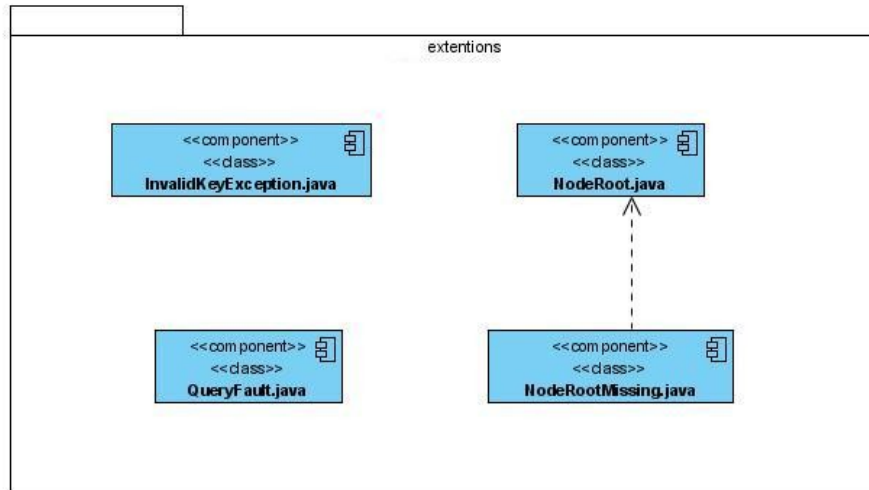 extentions
<<component>>
<<class>>
InvalidKeyException.java
<<component>>
<<class>>
NodeRoot.java
<<component>>
<<class>>
QueryFault.java
<<component>>
<<class>>
NodeRootMissing.java